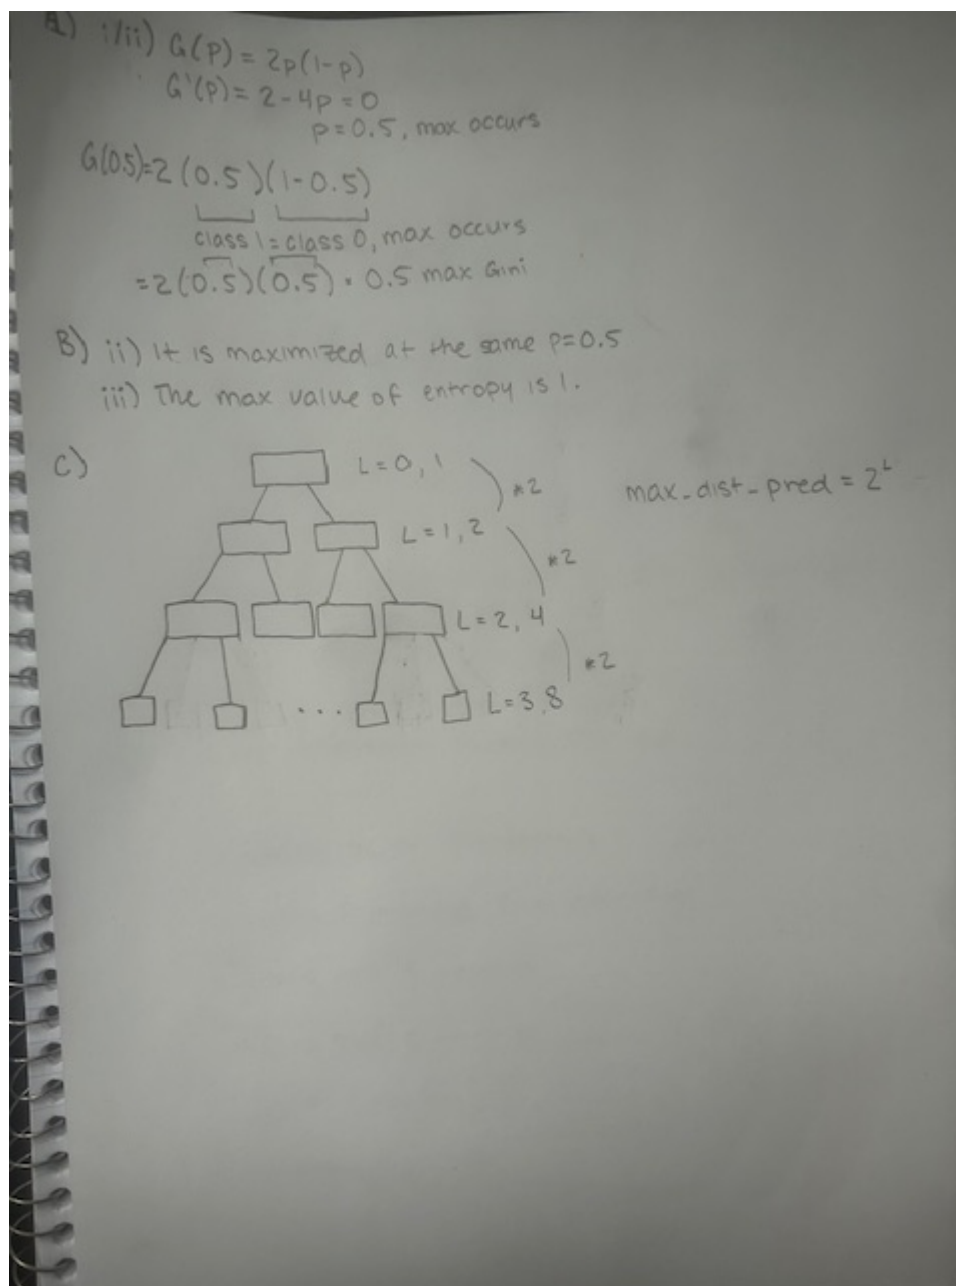 A) i/ii) G(p) = 2p(1-p)
G'(p) = 2-4p = 0
p=0.5, max occurs
G(0.5)=2(0.5)(1-0.5)
class 1 = class 0, max occurs
=2(0.5)(0.5) = 0.5 max Gini
B) ii) It is maximized at the same p=0.5
iii) The max value of entropy is 1.
C)
L=0, 1
*2
max_dist_pred = 2^L
L=1, 2
*2
L=2, 4
*2
...
L=3, 8